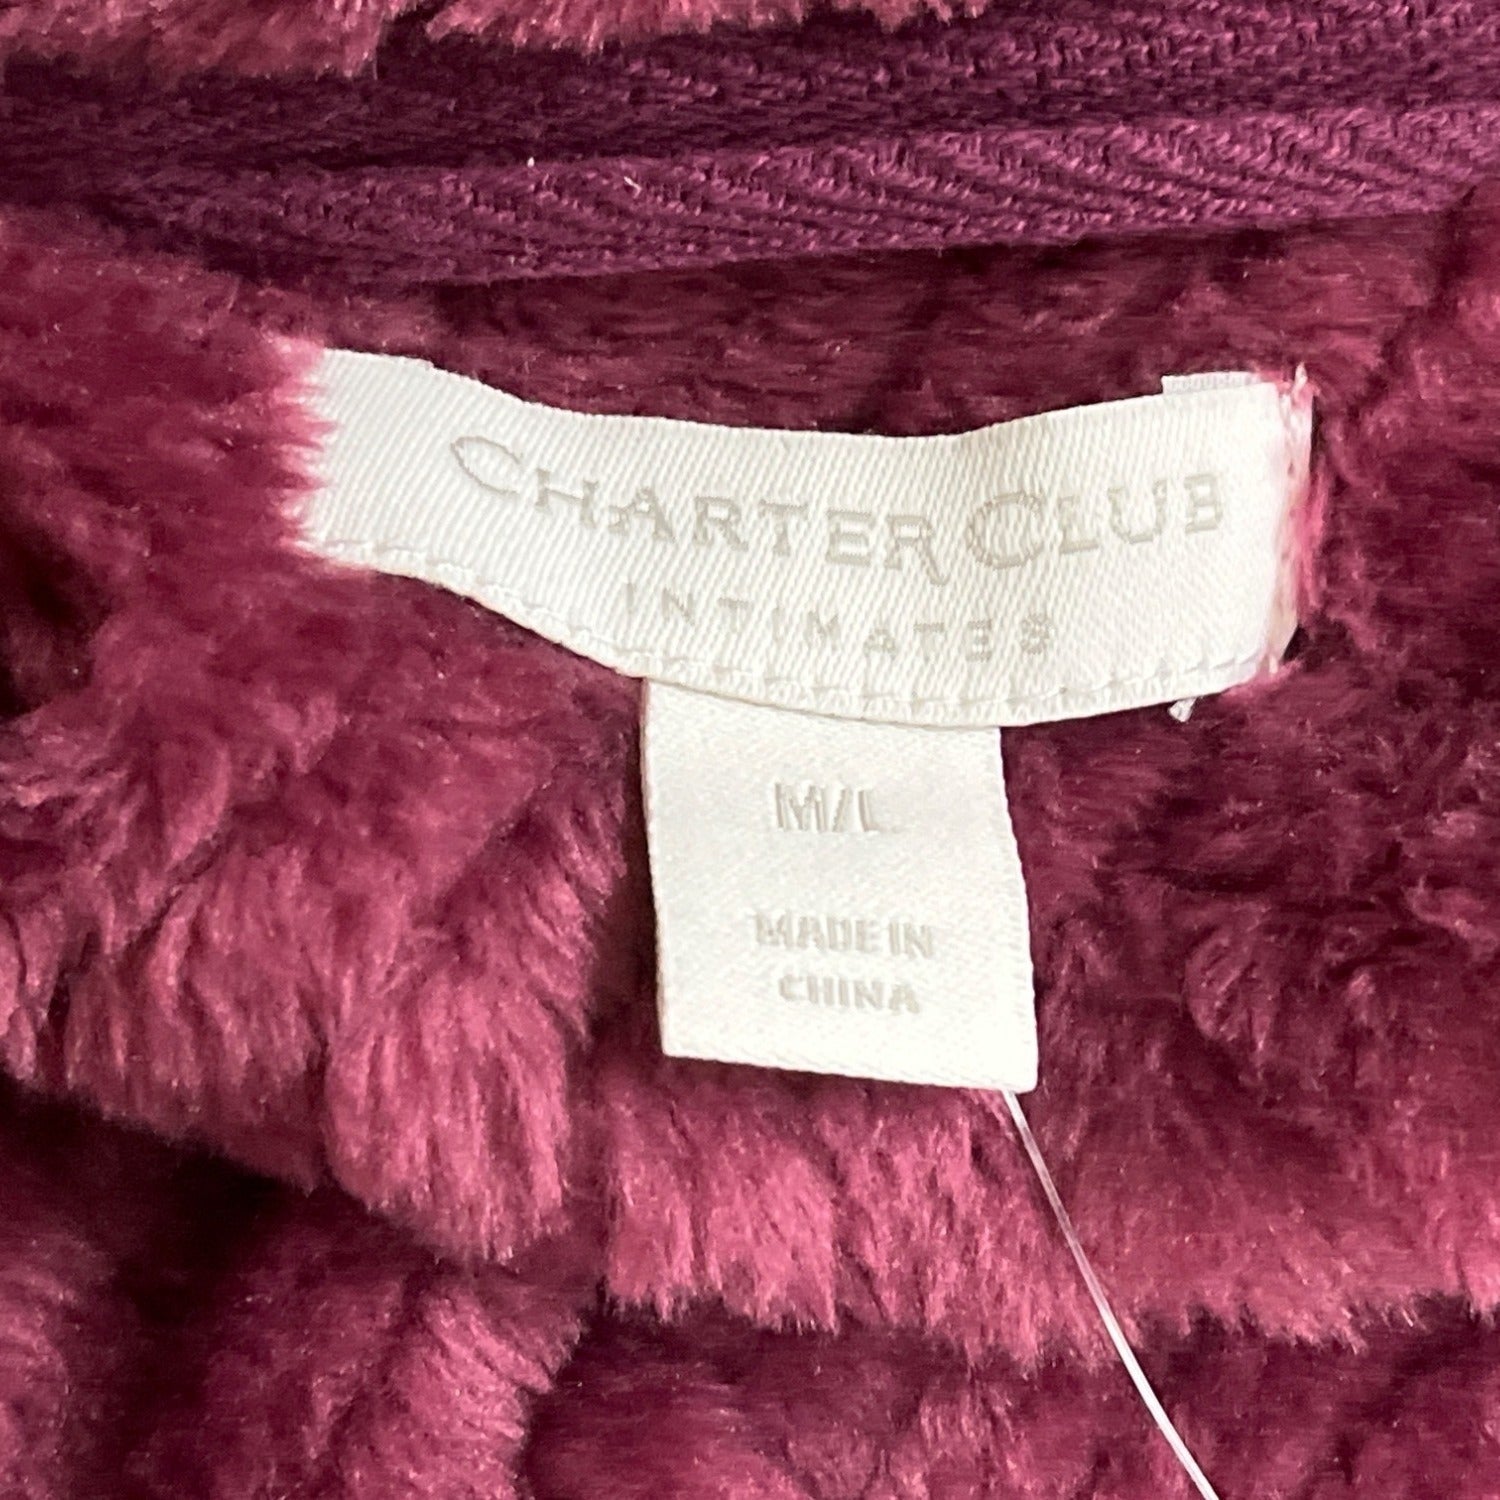 CHARTER CLUB
INTIMATES
M/L
MADE IN
CHINA